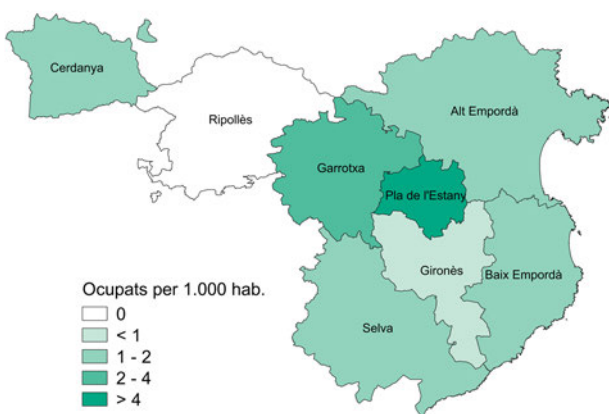 Cerdanya
Ripollès
Alt Empordà
Garrotxa
Pla de l'Estany
Gironès
Baix Empordà
Selva
Ocupats per 1.000 hab.
0
< 1
1 - 2
2 - 4
> 4